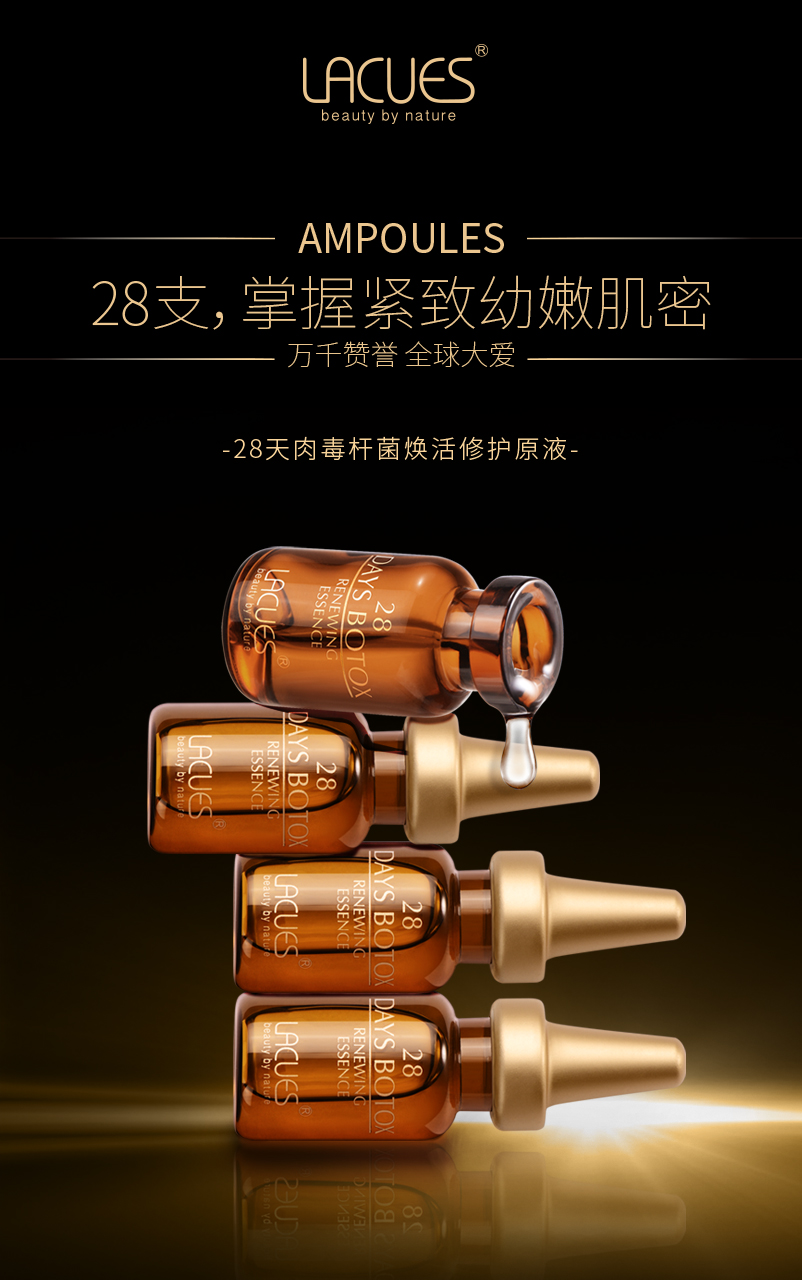 LACUES®
beauty by nature
AMPOULES
28支，掌握紧致幼嫩肌密
万千赞誉 全球大爱
-28天肉毒杆菌焕活修护原液-
28
DAYS BOTOX
RENEWING
ESSENCE
LACUES®
beauty by nature
28
DAYS BOTOX
RENEWING
ESSENCE
LACUES®
beauty by nature
28
DAYS BOTOX
RENEWING
ESSENCE
LACUES®
beauty by nature
28
DAYS BOTOX
RENEWING
ESSENCE
LACUES®
beauty by nature